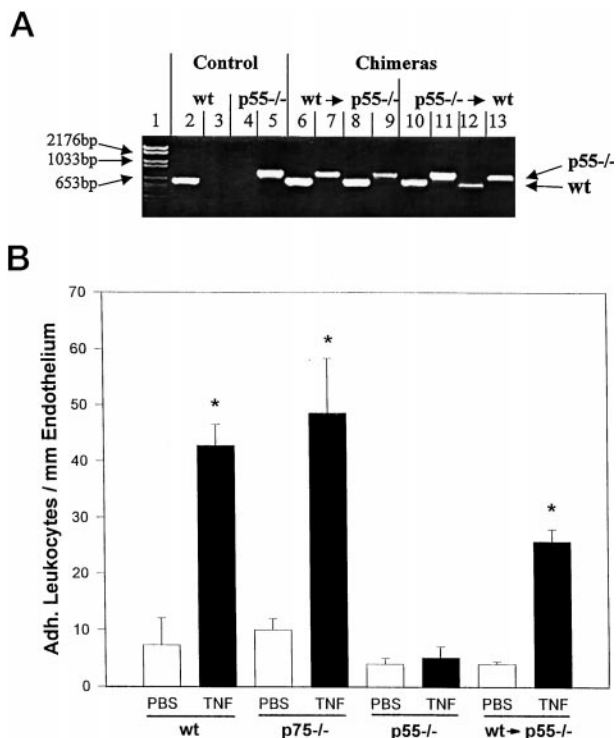 A
Control Chimeras
wt p55-/- wt → p55-/- p55-/- → wt
1 2 3 4 5 6 7 8 9 10 11 12 13
2176bp
1033bp
653bp
p55-/-
wt
B
Adh. Leukocytes / mm Endothelium
70
60
50
40
30
20
10
0
* * *
PBS TNF PBS TNF PBS TNF PBS TNF
wt p75-/- p55-/- wt → p55-/-